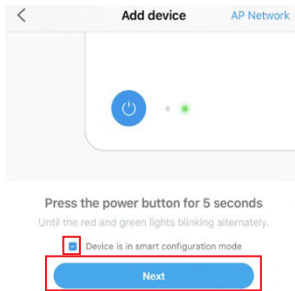 Add device
AP Network
Press the power button for 5 seconds
Until the red and green lights blinking alternately.
Device is in smart configuration mode
Next